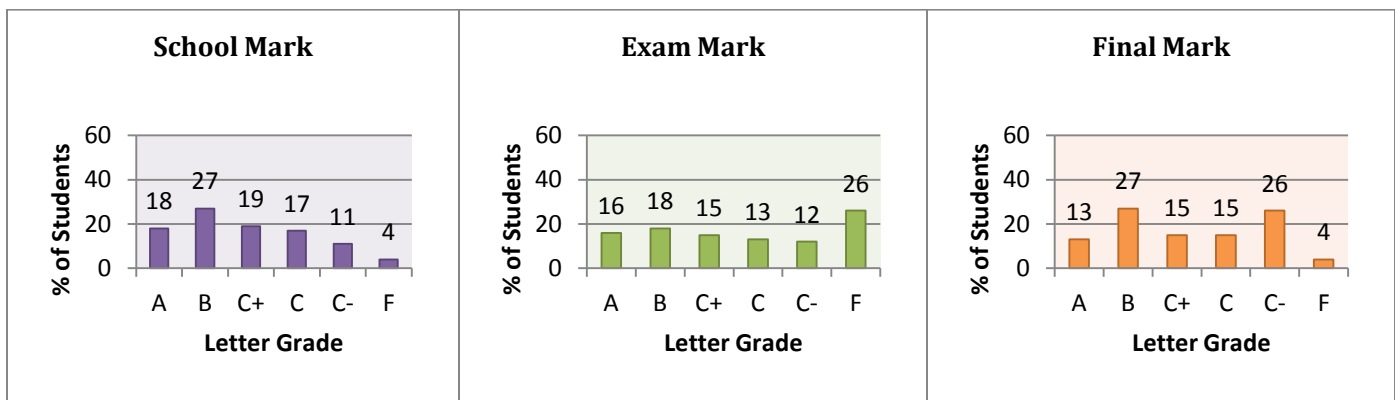 School Mark
60
40
20
0
% of Students
18
27
19
17
11
4
A B C+ C C- F
Letter Grade
Exam Mark
60
40
20
0
% of Students
16
18
15
13
12
26
A B C+ C C- F
Letter Grade
Final Mark
60
40
20
0
% of Students
13
27
15
15
26
4
A B C+ C C- F
Letter Grade